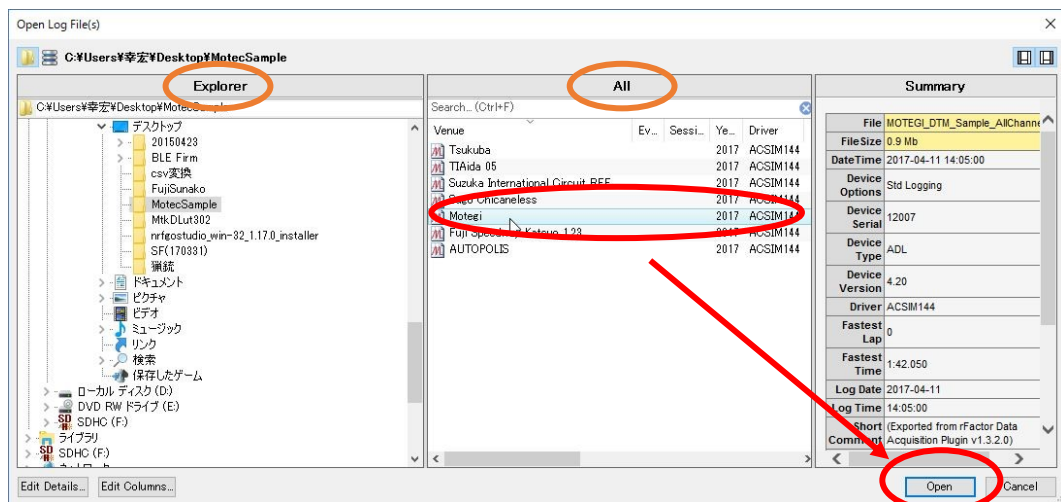 Open Log File(s)
C:¥Users¥幸宏¥Desktop¥MotecSample
Explorer
C:¥Users¥幸宏¥Desktop¥MotecSample
デスクトップ
20150423
BLE Firm
csv変換
FujiSunako
MotecSample
MtkDLut302
nrfgostudio_win-32_1.17.0_installer
SF(170331)
猟銃
ドキュメント
ピクチャ
ビデオ
ミュージック
リンク
検索
保存したゲーム
ローカル ディスク (D:)
DVD RW ドライブ (E:)
SDHC (F:)
ライブラリ
SDHC (F:)
All
Search... (Ctrl+F)
Venue Ev... Sessi... Ye... Driver
Tsukuba 2017 ACSIM144
TIAida 05 2017 ACSIM144
Suzuka International Circuit REF 2017 ACSIM144
Sugo Chicaneless 2017 ACSIM144
Motegi 2017 ACSIM144
Fuji Speedway Katsuo 123 2017 ACSIM144
AUTOPOLIS 2017 ACSIM144
Summary
File MOTEGI_DTM_Sample_AllChanne
FileSize 0.9 Mb
DateTime 2017-04-11 14:05:00
Device Options Std Logging
Device Serial 12007
Device Type ADL
Device Version 4.20
Driver ACSIM144
Fastest Lap 0
Fastest Time 1:42.050
Log Date 2017-04-11
Log Time 14:05:00
Short Comment (Exported from rFactor Data Acquisition Plugin v1.3.2.0)
Edit Details... Edit Columns... Open Cancel